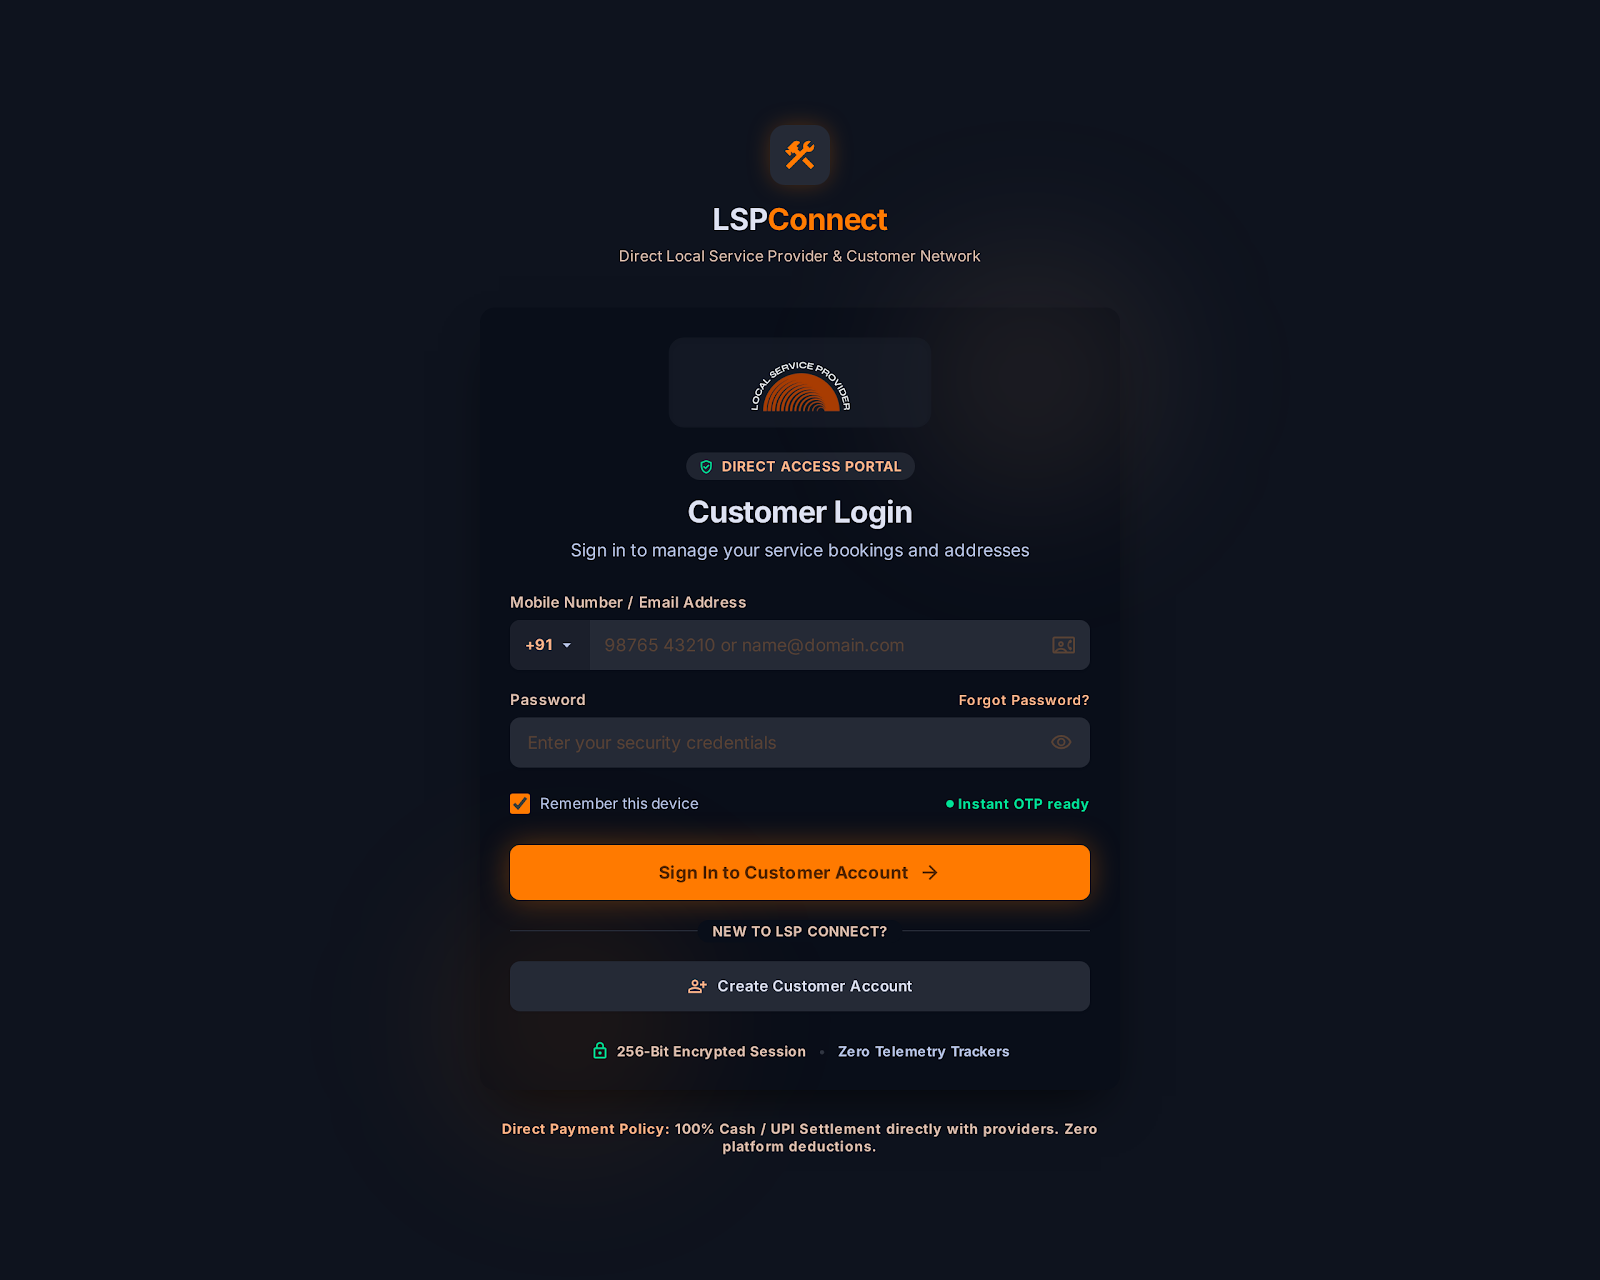 LSPConnect
Direct Local Service Provider & Customer Network
LOCAL SERVICE PROVIDER
DIRECT ACCESS PORTAL
Customer Login
Sign in to manage your service bookings and addresses
Mobile Number / Email Address
+91 98765 43210 or name@domain.com
Password Forgot Password?
Enter your security credentials
Remember this device Instant OTP ready
Sign In to Customer Account
NEW TO LSP CONNECT?
Create Customer Account
256-Bit Encrypted Session • Zero Telemetry Trackers
Direct Payment Policy: 100% Cash / UPI Settlement directly with providers. Zero
platform deductions.